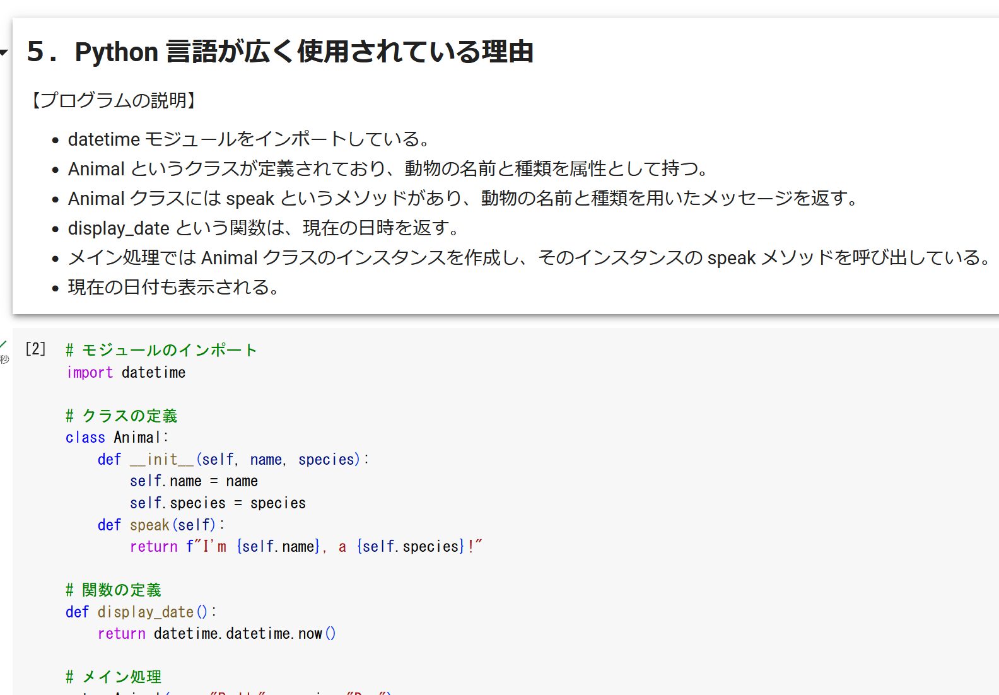 5．Python 言語が広く使用されている理由
【プログラムの説明】
• datetime モジュールをインポートしている。
• Animal というクラスが定義されており、動物の名前と種類を属性として持つ。
• Animal クラスには speak というメソッドがあり、動物の名前と種類を用いたメッセージを返す。
• display_date という関数は、現在の日時を返す。
• メイン処理では Animal クラスのインスタンスを作成し、そのインスタンスの speak メソッドを呼び出している。
• 現在の日付も表示される。
秒
[2] # モジュールのインポート
import datetime
# クラスの定義
class Animal:
    def __init__(self, name, species):
        self.name = name
        self.species = species
    def speak(self):
        return f"I'm {self.name}, a {self.species}!"
# 関数の定義
def display_date():
    return datetime.datetime.now()
# メイン処理